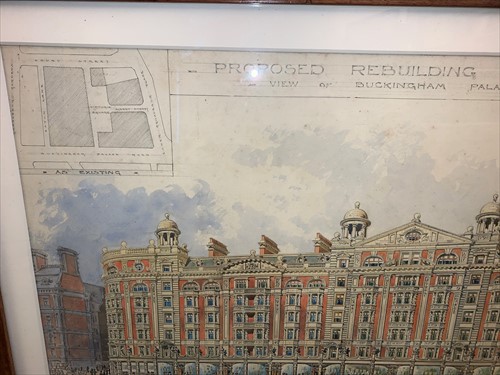 PROPOSED REBUILDING
VIEW OF BUCKINGHAM PALA
AS EXISTING